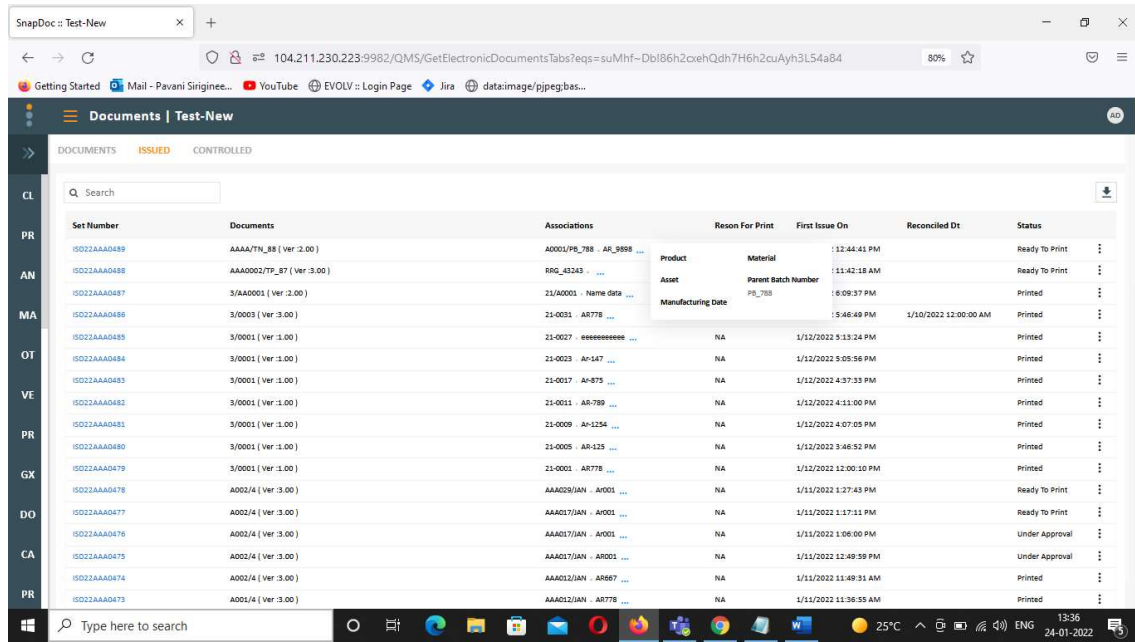 SnapDoc :: Test-New
104.211.230.223:9982/QMS/GetElectronicDocumentsTabs?eqs=suMhf~DbI86h2cxehQdh7H6h2cuAyh3L54a84 80%
Getting Started Mail - Pavani Siriginee... YouTube EVOLV :: Login Page Jira data:image/pjpeg;bas...
Documents | Test-New AD
DOCUMENTS ISSUED CONTROLLED
CL
PR
AN
MA
OT
VE
PR
GX
DO
CA
PR
Search
Set Number Documents Associations Reson For Print First Issue On Reconciled Dt Status
ISD22AAA0489 AAAA/TN_88 ( Ver :2.00 ) A0001/PB_788 . AR_9898 ... : 12:44:41 PM Ready To Print
ISD22AAA0488 AAA0002/TP_87 ( Ver :3.00 ) RRG_43243 . ... : 11:42:18 AM Ready To Print
ISD22AAA0487 3/AA0001 ( Ver :2.00 ) 21/A0001 . Name data ... : 6:09:37 PM Printed
ISD22AAA0486 3/0003 ( Ver :3.00 ) 21-0031 . AR778 ... : 5:46:49 PM 1/10/2022 12:00:00 AM Printed
Product Material
Asset Parent Batch Number
PB_788
Manufacturing Date
ISD22AAA0485 3/0001 ( Ver :1.00 ) 21-0027 . eeeeeeeeeee ... NA 1/12/2022 5:13:24 PM Printed
ISD22AAA0484 3/0001 ( Ver :1.00 ) 21-0023 . Ar-147 ... NA 1/12/2022 5:05:56 PM Printed
ISD22AAA0483 3/0001 ( Ver :1.00 ) 21-0017 . Ar-875 ... NA 1/12/2022 4:37:33 PM Printed
ISD22AAA0482 3/0001 ( Ver :1.00 ) 21-0011 . AR-789 ... NA 1/12/2022 4:11:00 PM Printed
ISD22AAA0481 3/0001 ( Ver :1.00 ) 21-0009 . Ar-1254 ... NA 1/12/2022 4:07:05 PM Printed
ISD22AAA0480 3/0001 ( Ver :1.00 ) 21-0005 . AR-125 ... NA 1/12/2022 3:46:52 PM Printed
ISD22AAA0479 3/0001 ( Ver :1.00 ) 21-0001 . AR778 ... NA 1/12/2022 12:00:10 PM Printed
ISD22AAA0478 A002/4 ( Ver :3.00 ) AAA029/JAN . Ar001 ... NA 1/11/2022 1:27:43 PM Ready To Print
ISD22AAA0477 A002/4 ( Ver :3.00 ) AAA017/JAN . Ar001 ... NA 1/11/2022 1:17:11 PM Ready To Print
ISD22AAA0476 A002/4 ( Ver :3.00 ) AAA017/JAN . Ar001 ... NA 1/11/2022 1:06:00 PM Under Approval
ISD22AAA0475 A002/4 ( Ver :3.00 ) AAA017/JAN . AR001 ... NA 1/11/2022 12:49:59 PM Under Approval
ISD22AAA0474 A002/4 ( Ver :3.00 ) AAA012/JAN . AR667 ... NA 1/11/2022 11:49:31 AM Printed
ISD22AAA0473 A001/4 ( Ver :3.00 ) AAA012/JAN . AR778 ... NA 1/11/2022 11:36:55 AM Printed
Type here to search 25°C ENG 13:36
24-01-2022